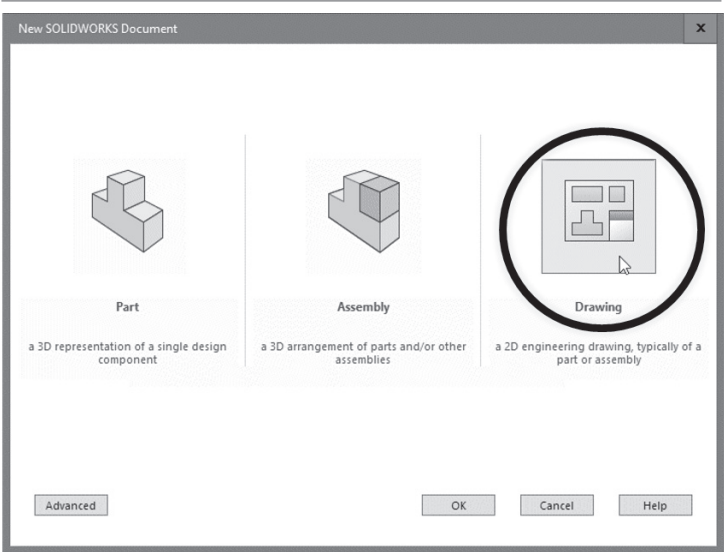 New SOLIDWORKS Document
x
Part
a 3D representation of a single design
component
Assembly
a 3D arrangement of parts and/or other
assemblies
Drawing
a 2D engineering drawing, typically of a
part or assembly
Advanced
OK
Cancel
Help